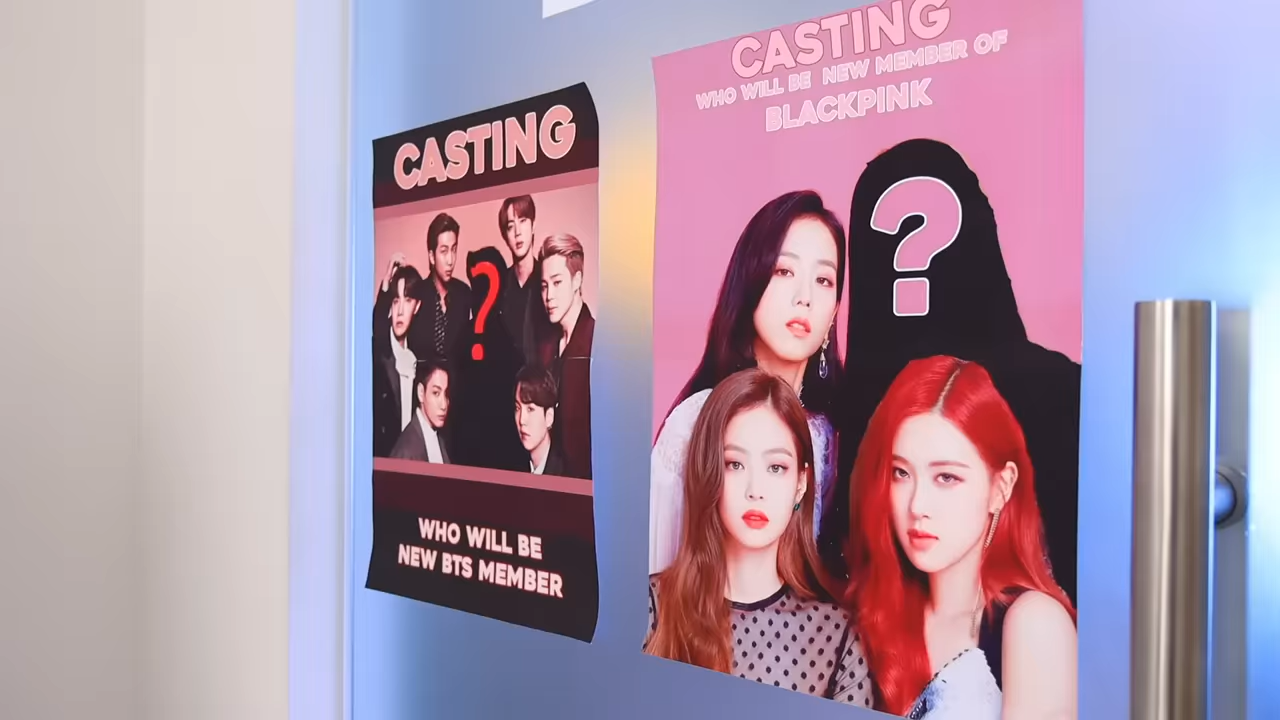 CASTING
?
WHO WILL BE
NEW BTS MEMBER
CASTING
WHO WILL BE NEW MEMBER OF
BLACKPINK
?